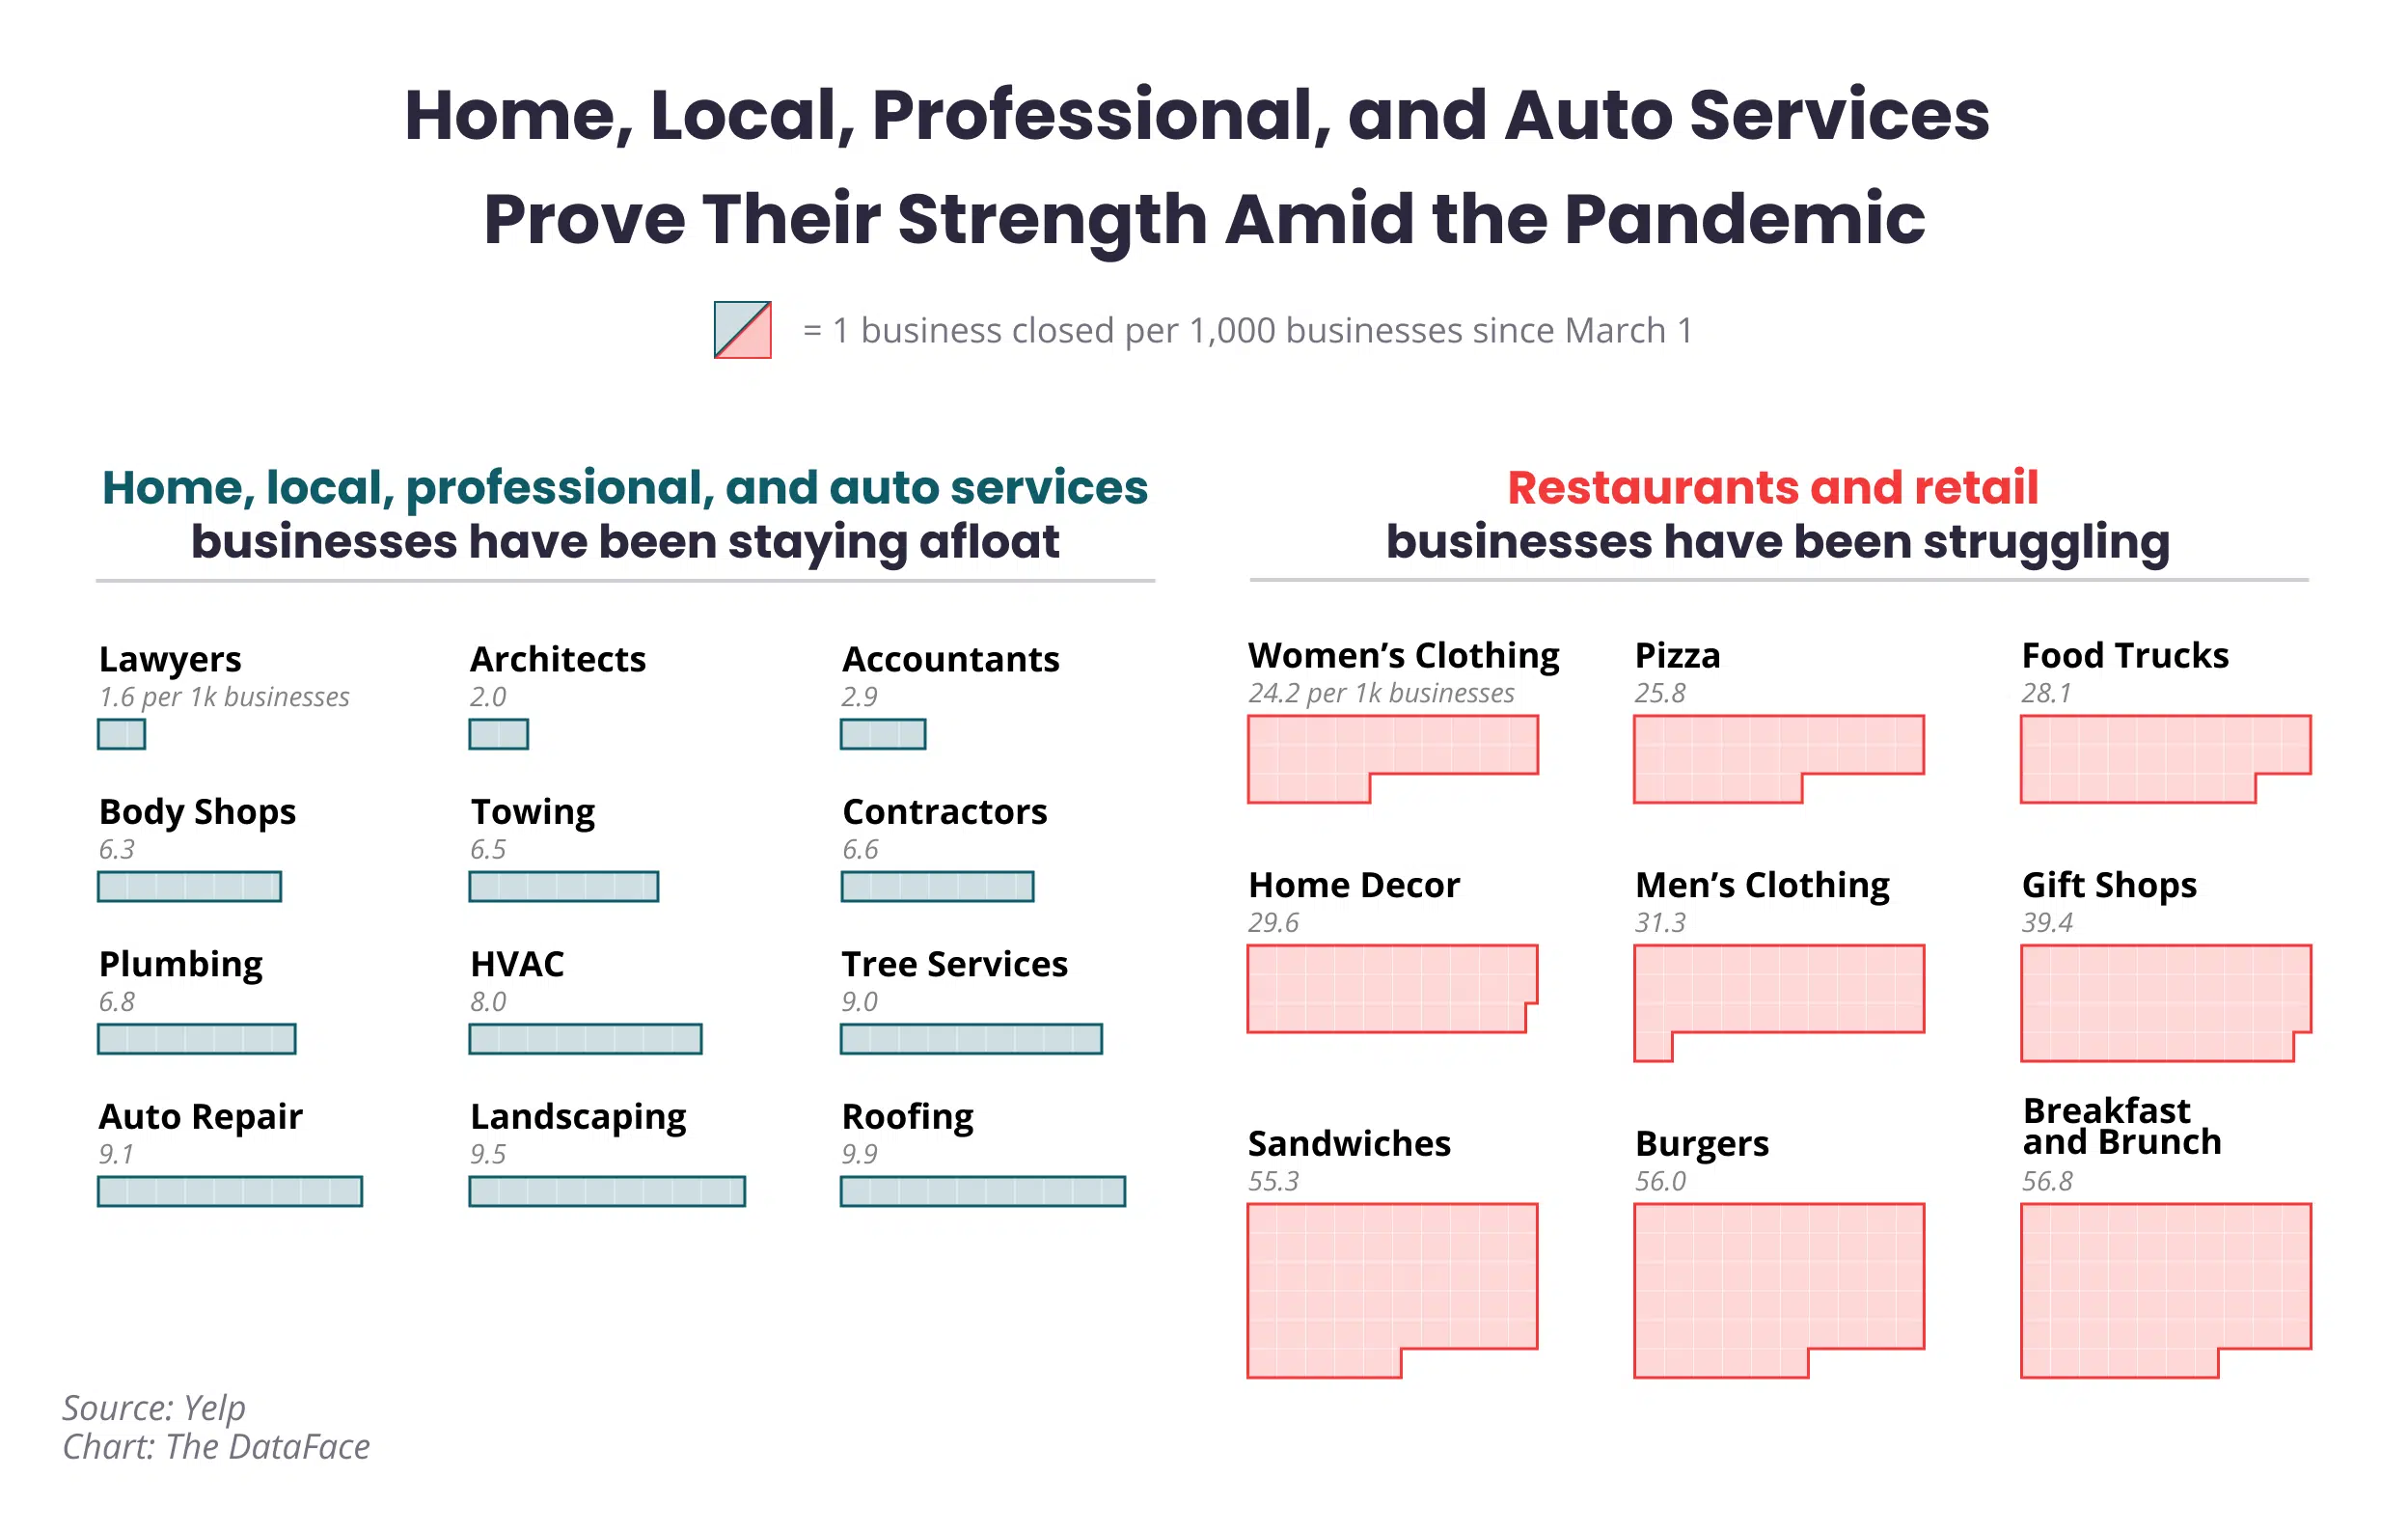 Home, Local, Professional, and Auto Services
Prove Their Strength Amid the Pandemic
= 1 business closed per 1,000 businesses since March 1
Home, local, professional, and auto services
businesses have been staying afloat
Lawyers
1.6 per 1k businesses
Architects
2.0
Accountants
2.9
Body Shops
6.3
Towing
6.5
Contractors
6.6
Plumbing
6.8
HVAC
8.0
Tree Services
9.0
Auto Repair
9.1
Landscaping
9.5
Roofing
9.9
Restaurants and retail
businesses have been struggling
Women’s Clothing
24.2 per 1k businesses
Pizza
25.8
Food Trucks
28.1
Home Decor
29.6
Men’s Clothing
31.3
Gift Shops
39.4
Sandwiches
55.3
Burgers
56.0
Breakfast
and Brunch
56.8
Source: Yelp
Chart: The DataFace